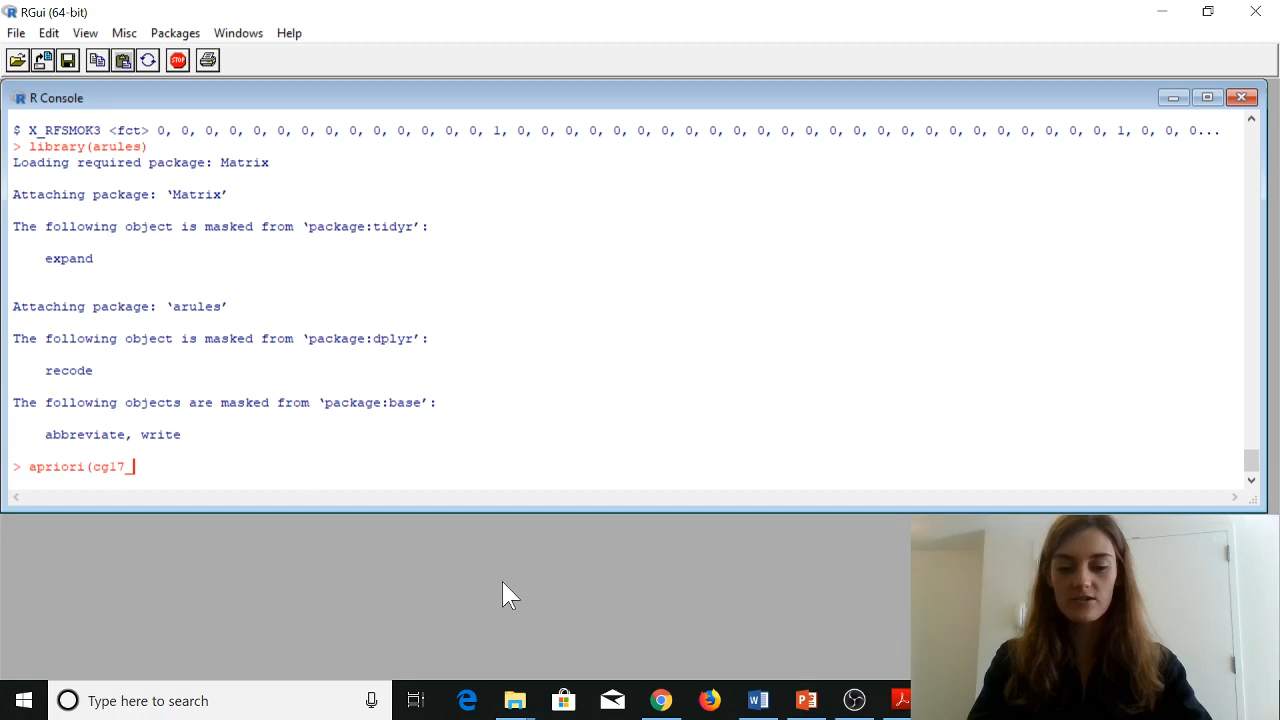 RGui (64-bit)
File Edit View Misc Packages Windows Help
STOP
R Console
$ X_RFSMOK3 <fct> 0, 0, 0, 0, 0, 0, 0, 0, 0, 0, 0, 0, 0, 0, 1, 0, 0, 0, 0, 0, 0, 0, 0, 0, 0, 0, 0, 0, 0, 0, 0, 0, 0, 0, 0, 0, 0, 0, 0, 0, 1, 0, 0, 0...
> library(arules)
Loading required package: Matrix
Attaching package: ‘Matrix’
The following object is masked from ‘package:tidyr’:
expand
Attaching package: ‘arules’
The following object is masked from ‘package:dplyr’:
recode
The following objects are masked from ‘package:base’:
abbreviate, write
> apriori(cg17_
Type here to search